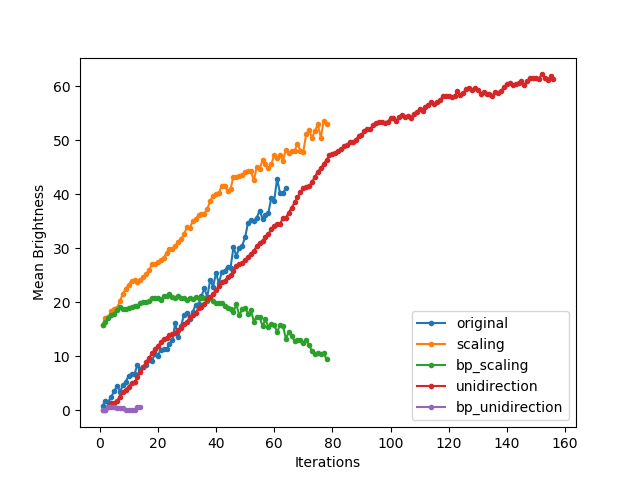 60
50
40
30
20
10
0
Mean Brightness
0 20 40 60 80 100 120 140 160
Iterations
original
scaling
bp_scaling
unidirection
bp_unidirection